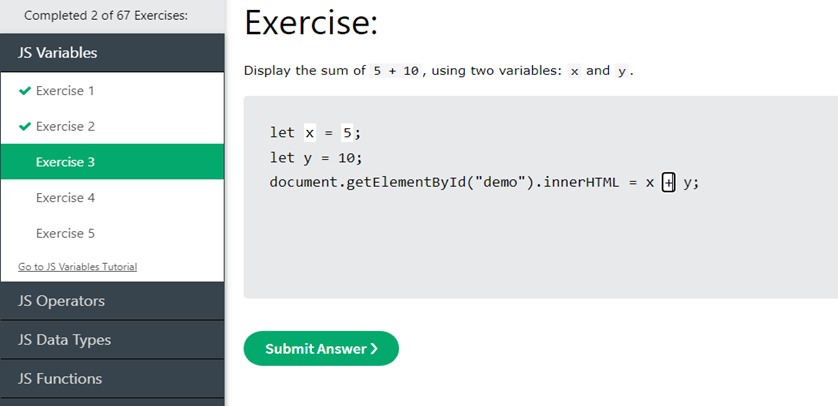 Completed 2 of 67 Exercises:
JS Variables
Exercise 1
Exercise 2
Exercise 3
Exercise 4
Exercise 5
Go to JS Variables Tutorial
JS Operators
JS Data Types
JS Functions
Exercise:
Display the sum of 5 + 10, using two variables: x and y.
let x = 5;
let y = 10;
document.getElementById("demo").innerHTML = x + y;
Submit Answer ❯